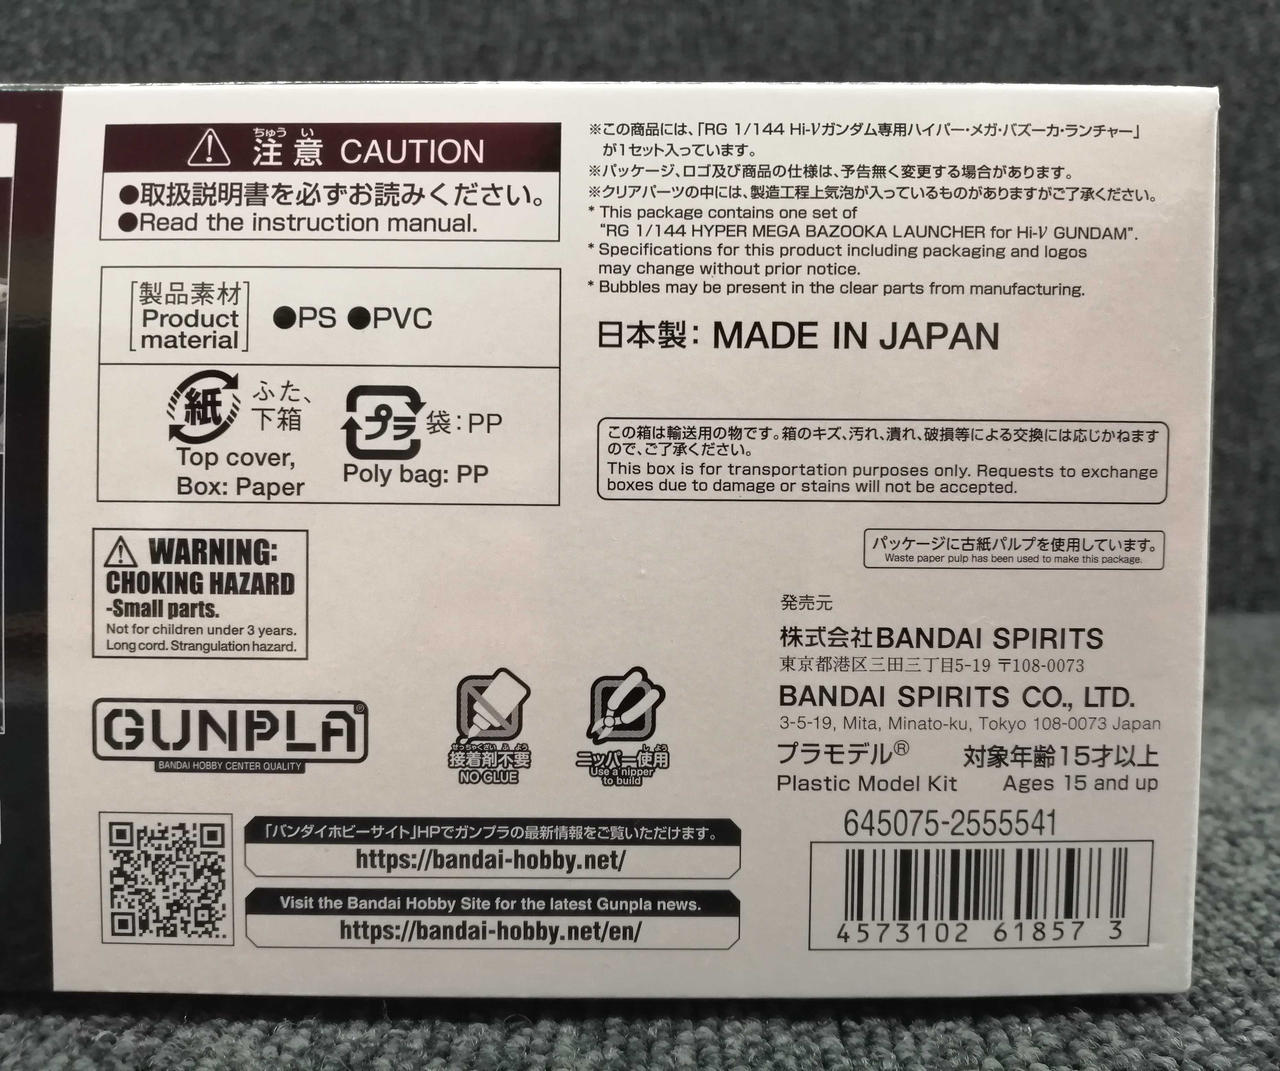 ちゅう い
注 意 CAUTION
●取扱説明書を必ずお読みください。
●Read the instruction manual.
[製品素材]
Product
material
●PS ●PVC
紙
ふた、
下箱
Top cover,
Box: Paper
プラ
袋:PP
Poly bag: PP
WARNING:
CHOKING HAZARD
-Small parts.
Not for children under 3 years.
Long cord. Strangulation hazard.
GUNPLA®
BANDAI HOBBY CENTER QUALITY
せっちゃくざい ふ よう
接着剤不要
NO GLUE
し よう
ニッパー使用
Use a nipper
to build
「バンダイホビーサイト」HPでガンプラの最新情報をご覧いただけます。
https://bandai-hobby.net/
Visit the Bandai Hobby Site for the latest Gunpla news.
https://bandai-hobby.net/en/
※この商品には、「RG 1/144 Hi-νガンダム専用ハイパー・メガ・バズーカ・ランチャー」
が1セット入っています。
※パッケージ、ロゴ及び商品の仕様は、予告無く変更する場合があります。
※クリアパーツの中には、製造工程上気泡が入っているものがありますがご了承ください。
* This package contains one set of
"RG 1/144 HYPER MEGA BAZOOKA LAUNCHER for Hi-ν GUNDAM".
* Specifications for this product including packaging and logos
may change without prior notice.
* Bubbles may be present in the clear parts from manufacturing.
日本製: MADE IN JAPAN
この箱は輸送用の物です。箱のキズ、汚れ、潰れ、破損等による交換には応じかねます
ので、ご了承ください。
This box is for transportation purposes only. Requests to exchange
boxes due to damage or stains will not be accepted.
パッケージに古紙パルプを使用しています。
Waste paper pulp has been used to make this package.
発売元
株式会社BANDAI SPIRITS
東京都港区三田三丁目5-19 〒108-0073
BANDAI SPIRITS CO., LTD.
3-5-19, Mita, Minato-ku, Tokyo 108-0073 Japan
プラモデル® 対象年齢15才以上
Plastic Model Kit Ages 15 and up
645075-2555541
4573102 61857 3